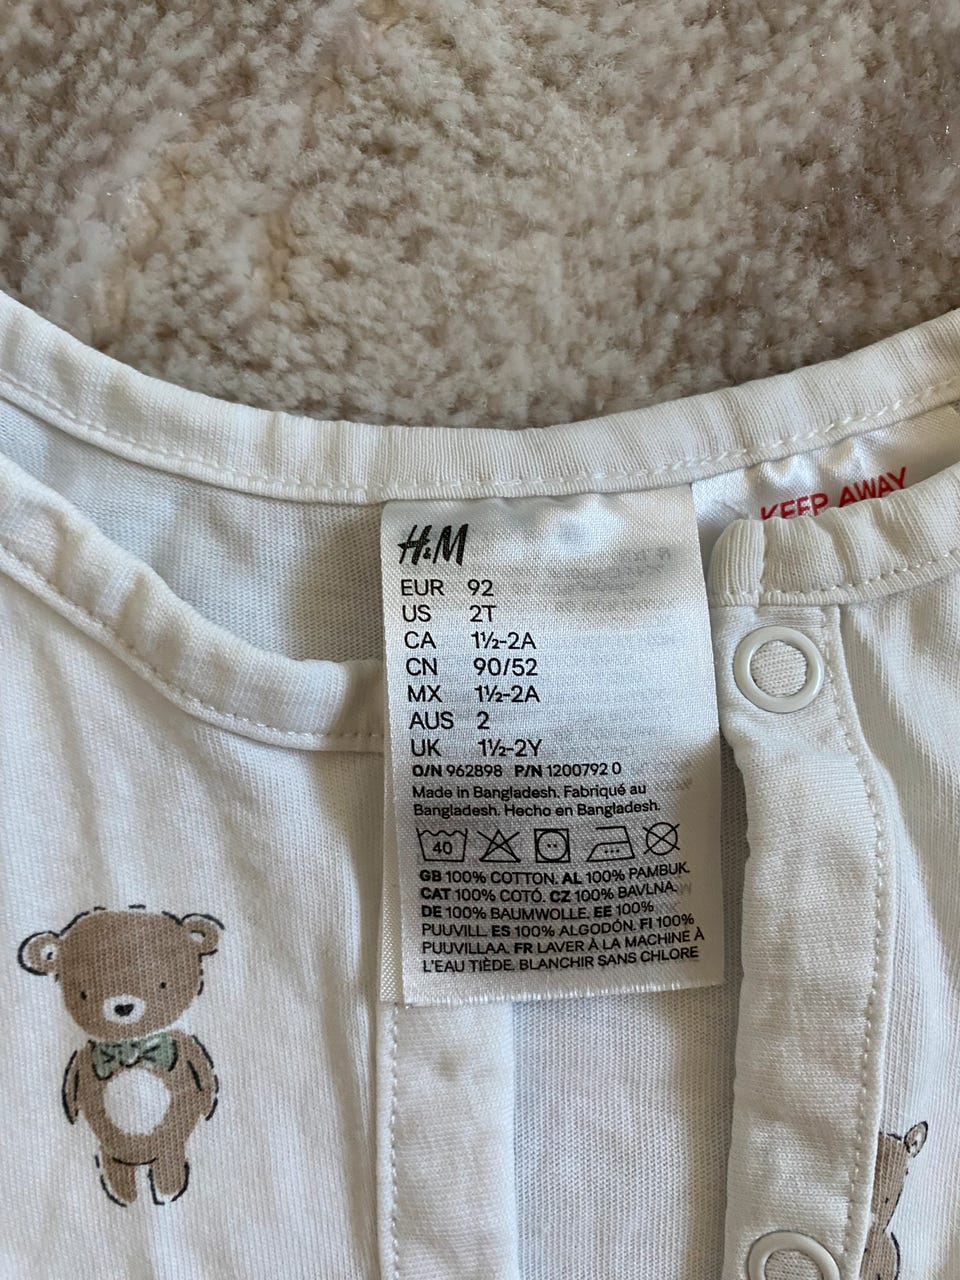 KEEP AWAY
H&M
EUR 92
US 2T
CA 1½-2A
CN 90/52
MX 1½-2A
AUS 2
UK 1½-2Y
O/N 962898 P/N 1200792 0
Made in Bangladesh. Fabriqué au
Bangladesh. Hecho en Bangladesh.
40
GB 100% COTTON. AL 100% PAMBUK.
CAT 100% COTÓ. CZ 100% BAVLNA.
DE 100% BAUMWOLLE. EE 100%
PUUVILL. ES 100% ALGODÓN. FI 100%
PUUVILLAA. FR LAVER À LA MACHINE À
L'EAU TIÈDE. BLANCHIR SANS CHLORE